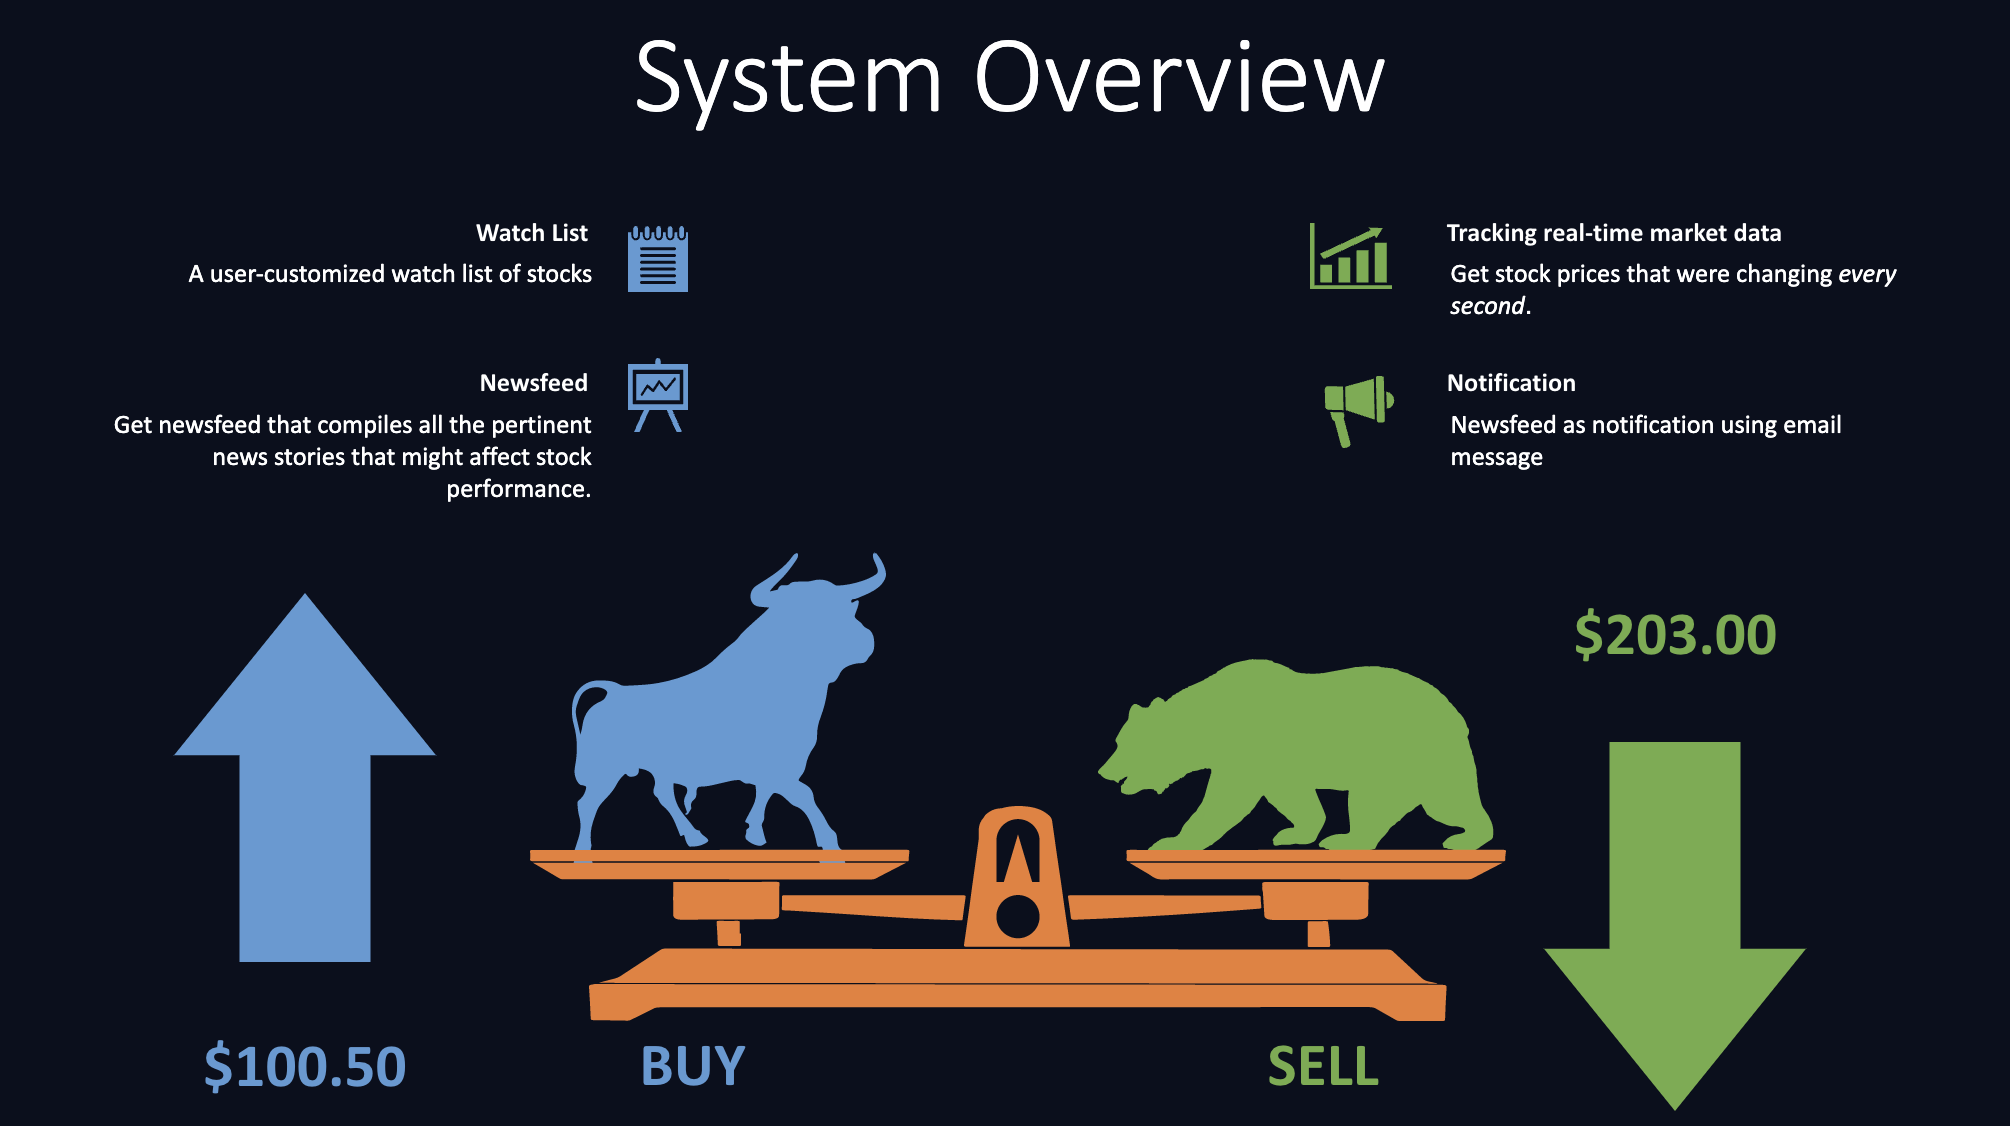 System Overview
Watch List
A user-customized watch list of stocks
Newsfeed
Get newsfeed that compiles all the pertinent
news stories that might affect stock
performance.
Tracking real-time market data
Get stock prices that were changing every
second.
Notification
Newsfeed as notification using email
message
$203.00
$100.50
BUY
SELL